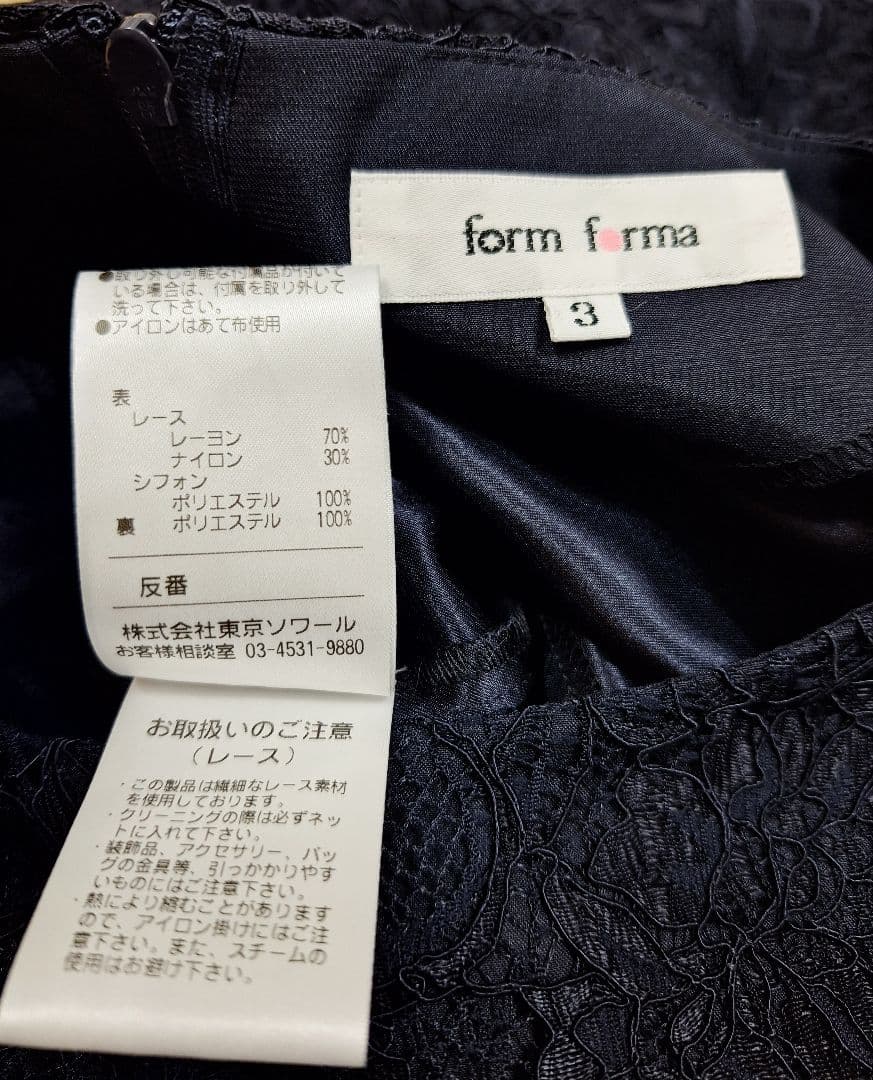 form forma
3
●取り外し可能な付属品が付いて
いる場合は、付属を取り外して
洗って下さい。
●アイロンはあて布使用
表
レース
レーヨン 70%
ナイロン 30%
シフォン
ポリエステル 100%
裏 ポリエステル 100%
反番
株式会社東京ソワール
お客様相談室 03-4531-9880
お取扱いのご注意
(レース)
・この製品は繊細なレース素材
を使用しております。
・クリーニングの際は必ずネッ
トに入れて下さい。
・装飾品、アクセサリー、バッ
グの金具等、引っかかりやす
いものにはご注意下さい。
・熱により縮むことがあります
ので、アイロン掛けにはご注
意下さい。また、スチームの
使用はお避け下さい。